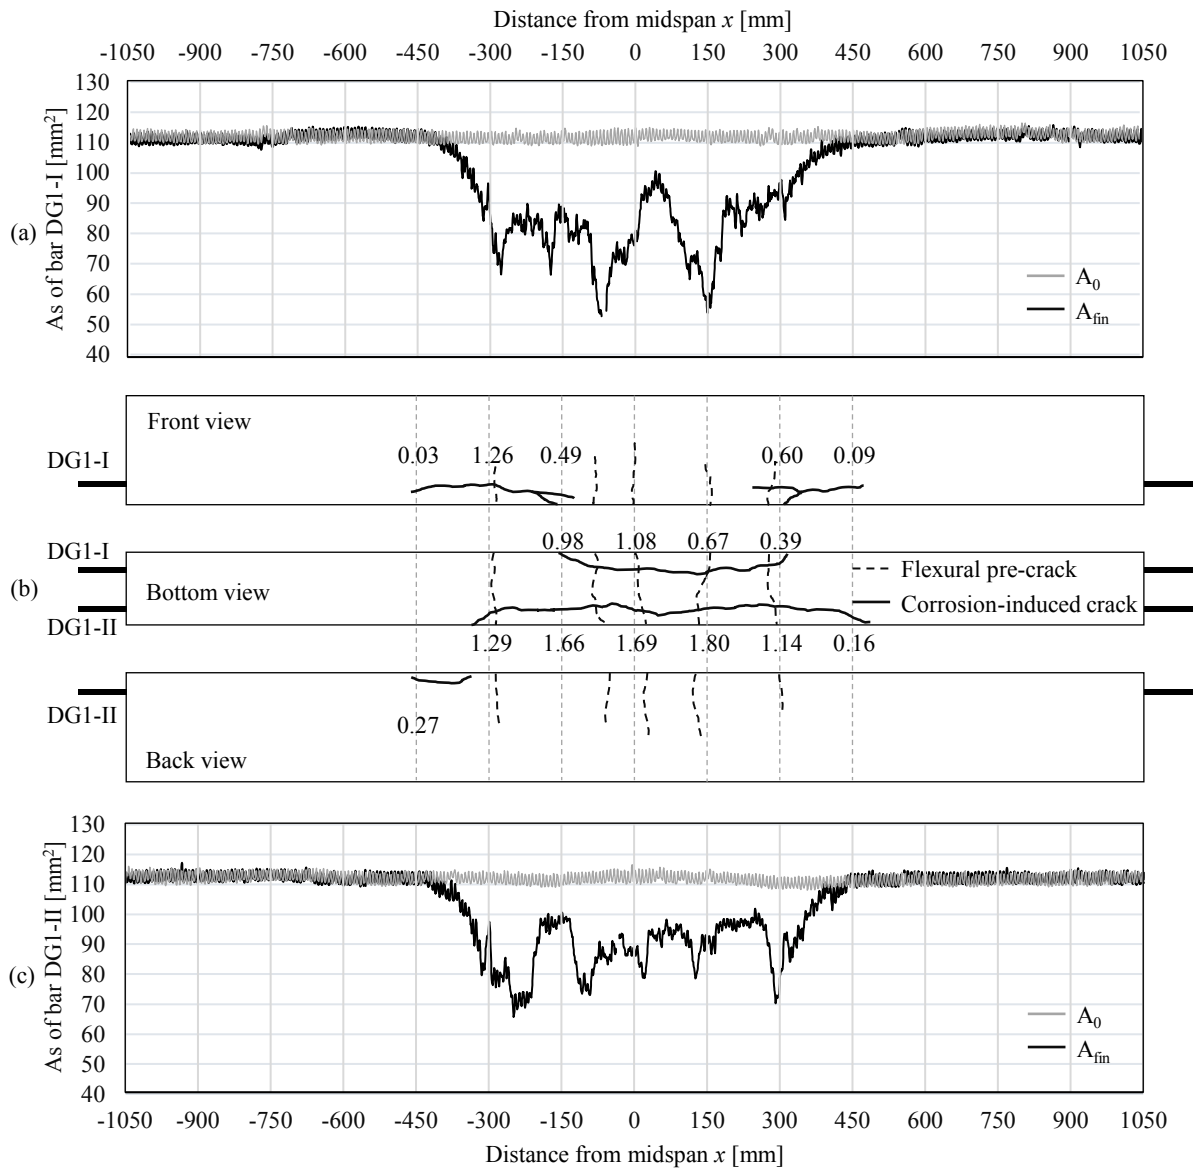 Distance from midspan x [mm]
-1050 -900 -750 -600 -450 -300 -150 0 150 300 450 600 750 900 1050
(a)
As of bar DG1-I [mm²]
130
120
110
100
90
80
70
60
50
40
A₀
A_fin
(b)
Front view
DG1-I
0.03 1.26 0.49 0.60 0.09
DG1-I
0.98 1.08 0.67 0.39
Bottom view
Flexural pre-crack
Corrosion-induced crack
DG1-II
1.29 1.66 1.69 1.80 1.14 0.16
DG1-II
0.27
Back view
(c)
As of bar DG1-II [mm²]
130
120
110
100
90
80
70
60
50
40
A₀
A_fin
-1050 -900 -750 -600 -450 -300 -150 0 150 300 450 600 750 900 1050
Distance from midspan x [mm]